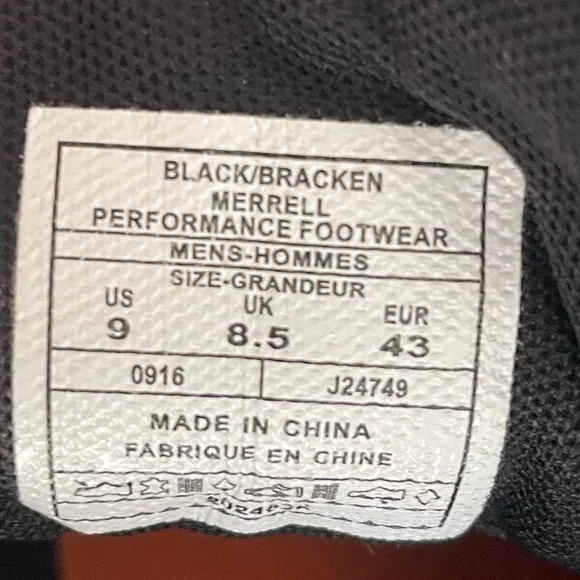 BLACK/BRACKEN
MERRELL
PERFORMANCE FOOTWEAR
MENS-HOMMES
SIZE-GRANDEUR
US UK EUR
9 8.5 43
0916 J24749
MADE IN CHINA
FABRIQUE EN CHINE